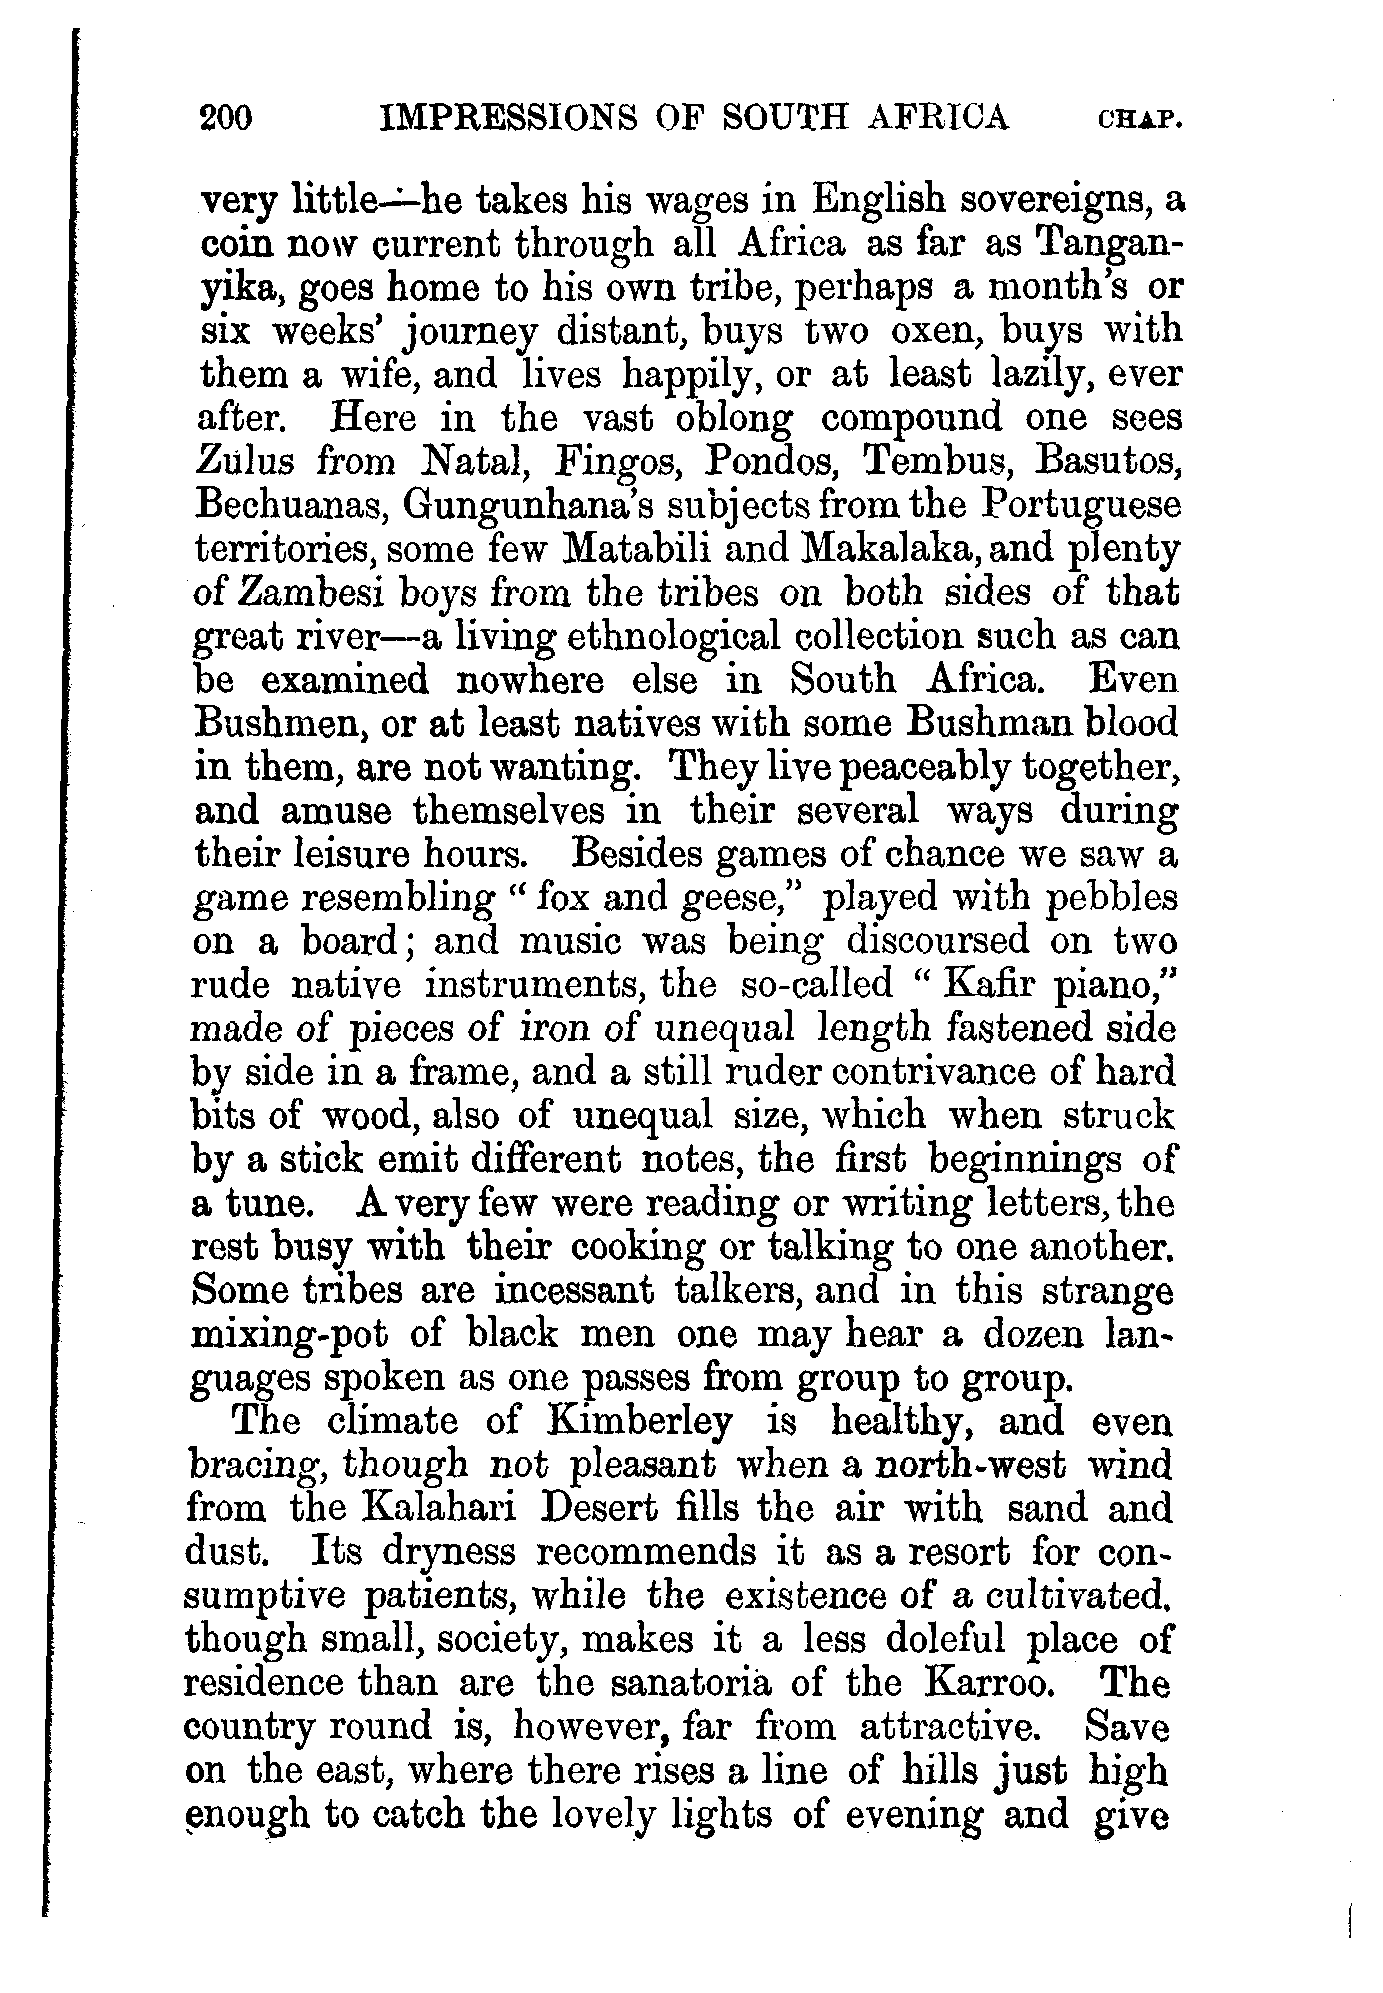 200 IMPRESSIONS OF SOUTH AFRICA CHAP.
very little—he takes his wages in English sovereigns, a
coin now current through all Africa as far as Tangan-
yika, goes home to his own tribe, perhaps a month's or
six weeks' journey distant, buys two oxen, buys with
them a wife, and lives happily, or at least lazily, ever
after. Here in the vast oblong compound one sees
Zulus from Natal, Fingos, Pondos, Tembus, Basutos,
Bechuanas, Gungunhana's subjects from the Portuguese
territories, some few Matabili and Makalaka, and plenty
of Zambesi boys from the tribes on both sides of that
great river—a living ethnological collection such as can
be examined nowhere else in South Africa. Even
Bushmen, or at least natives with some Bushman blood
in them, are not wanting. They live peaceably together,
and amuse themselves in their several ways during
their leisure hours. Besides games of chance we saw a
game resembling " fox and geese," played with pebbles
on a board; and music was being discoursed on two
rude native instruments, the so-called " Kafir piano,"
made of pieces of iron of unequal length fastened side
by side in a frame, and a still ruder contrivance of hard
bits of wood, also of unequal size, which when struck
by a stick emit different notes, the first beginnings of
a tune. A very few were reading or writing letters, the
rest busy with their cooking or talking to one another.
Some tribes are incessant talkers, and in this strange
mixing-pot of black men one may hear a dozen lan-
guages spoken as one passes from group to group.
The climate of Kimberley is healthy, and even
bracing, though not pleasant when a north-west wind
from the Kalahari Desert fills the air with sand and
dust. Its dryness recommends it as a resort for con-
sumptive patients, while the existence of a cultivated,
though small, society, makes it a less doleful place of
residence than are the sanatoria of the Karroo. The
country round is, however, far from attractive. Save
on the east, where there rises a line of hills just high
enough to catch the lovely lights of evening and give